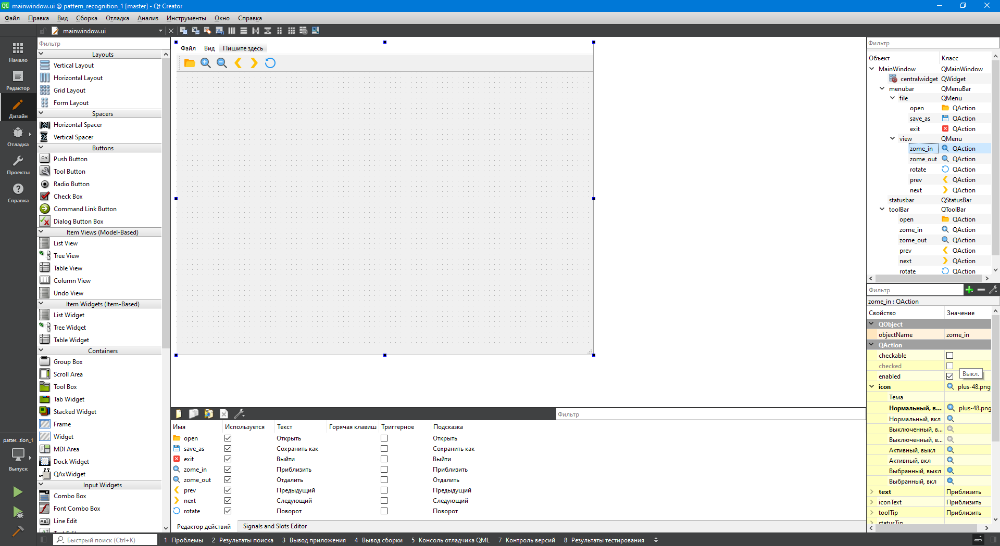 mainwindow.ui @ pattern_recognition_1 [master] - Qt Creator
Файл Правка Вид Сборка Отладка Анализ Инструменты Окно Справка
mainwindow.ui
Начало
Редактор
Дизайн
Отладка
Проекты
Справка
patter...tion_1
Выпуск
Фильтр
Layouts
Vertical Layout
Horizontal Layout
Grid Layout
Form Layout
Spacers
Horizontal Spacer
Vertical Spacer
Buttons
Push Button
Tool Button
Radio Button
Check Box
Command Link Button
Dialog Button Box
Item Views (Model-Based)
List View
Tree View
Table View
Column View
Undo View
Item Widgets (Item-Based)
List Widget
Tree Widget
Table Widget
Containers
Group Box
Scroll Area
Tool Box
Tab Widget
Stacked Widget
Frame
Widget
MDI Area
Dock Widget
QAxWidget
Input Widgets
Combo Box
Font Combo Box
Line Edit
Файл Вид Пишите здесь
Фильтр
Имя Используется Текст Горячая клавиш Триггерное Подсказка
open Открыть Открыть
save_as Сохранить как Сохранить как
exit Выйти Выйти
zome_in Приблизить Приблизить
zome_out Отдалить Отдалить
prev Предыдущий Предыдущий
next Следующий Следующий
rotate Поворот Поворот
Редактор действий Signals and Slots Editor
Фильтр
Объект Класс
MainWindow QMainWindow
centralwidget QWidget
menubar QMenuBar
file QMenu
open QAction
save_as QAction
exit QAction
view QMenu
zome_in QAction
zome_out QAction
rotate QAction
prev QAction
next QAction
statusbar QStatusBar
toolBar QToolBar
open QAction
zome_in QAction
zome_out QAction
prev QAction
next QAction
rotate QAction
Фильтр
zome_in : QAction
Свойство Значение
QObject
objectName zome_in
QAction
checkable
checked
Выкл.
enabled
icon plus-48.png
Тема
Нормальный, в... plus-48.png
Нормальный, вкл
Выключенный, в...
Выключенный, в...
Активный, выкл
Активный, вкл
Выбранный, выкл
Выбранный, вкл
text Приблизить
iconText Приблизить
toolTip Приблизить
Быстрый поиск (Ctrl+K) 1 Проблемы 2 Результаты поиска 3 Вывод приложения 4 Вывод сборки 5 Консоль отладчика QML 7 Контроль версий 8 Результаты тестирования